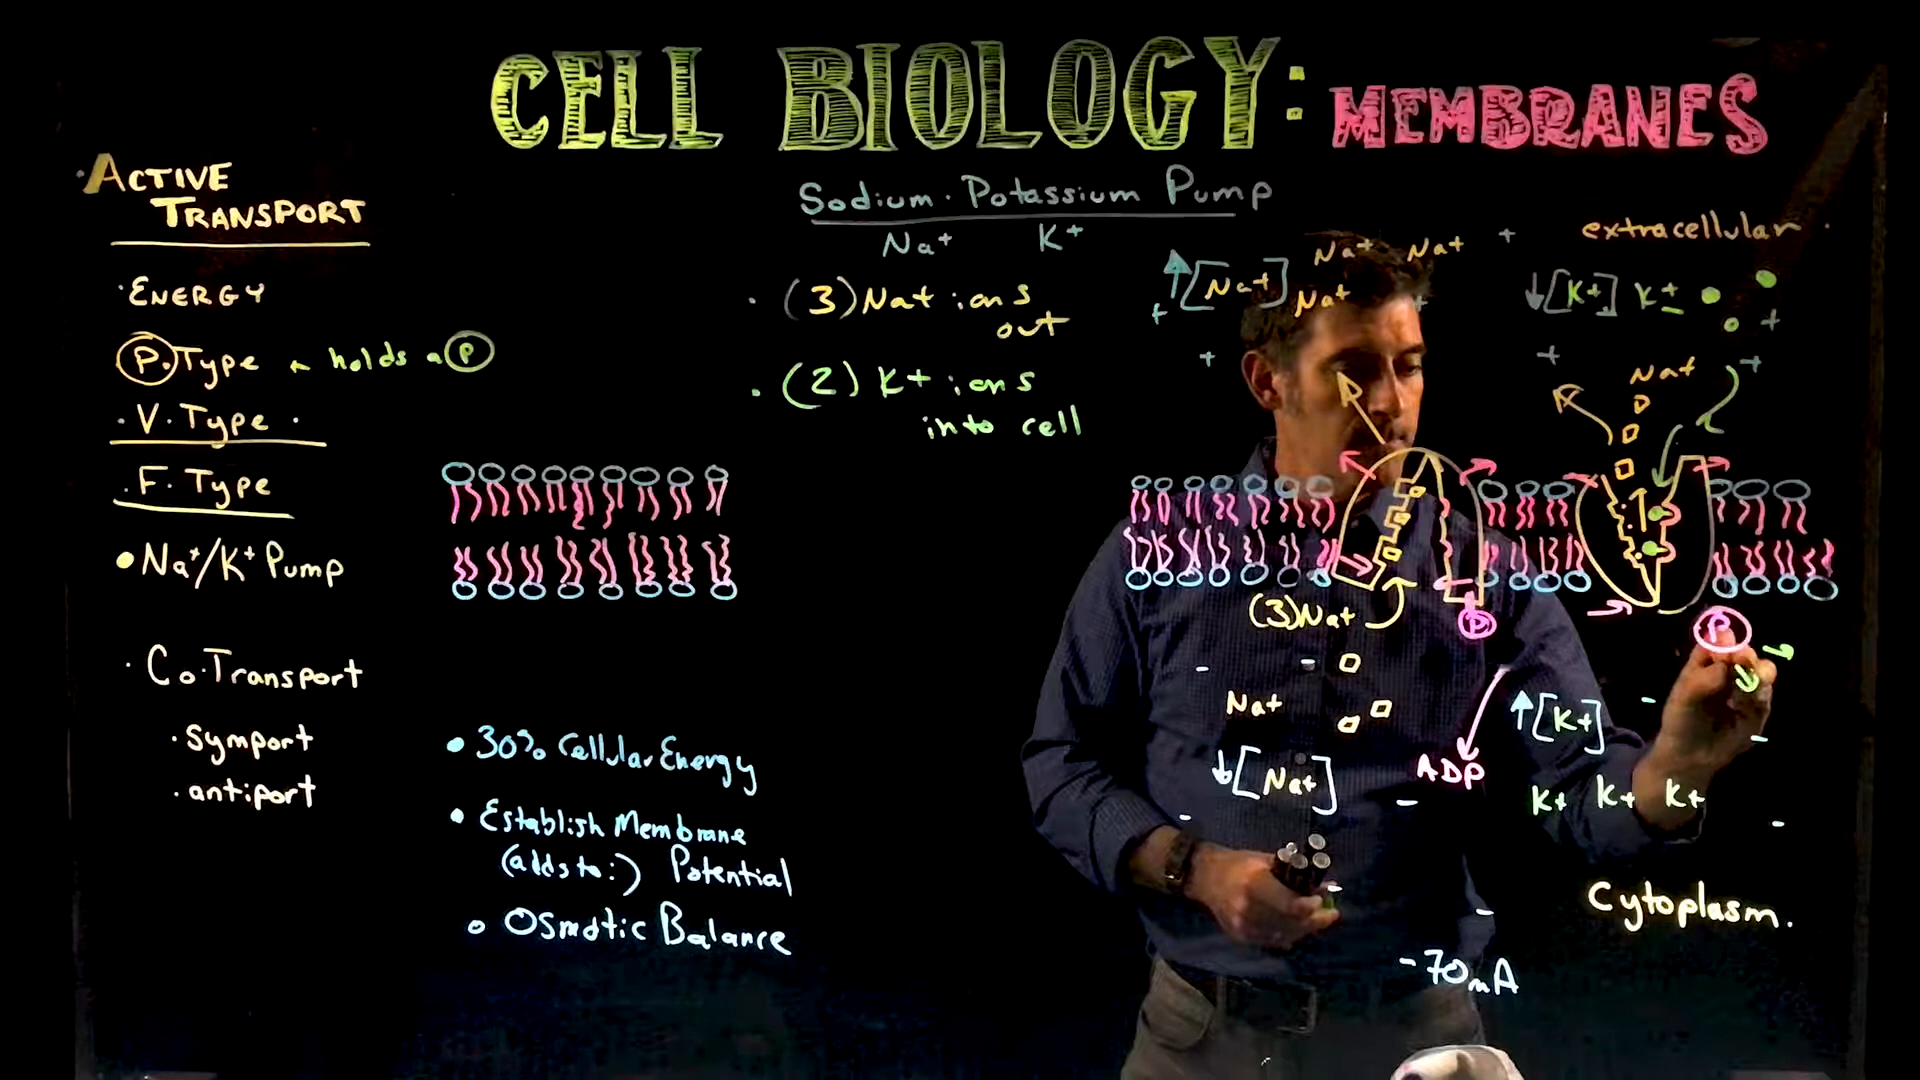 CELL BIOLOGY: MEMBRANES
· ACTIVE
TRANSPORT
· ENERGY
P. Type holds a P
· V. Type ·
· F. Type
• Na+/K+ Pump
· Co.Transport
· Symport
· antiport
Sodium · Potassium Pump
Na+ K+
· (3) Na+ ions
out
· (2) K+ ions
into cell
• 30% Cellular Energy
• Establish Membrane
(adds to:) Potential
• Osmotic Balance
extracellular ·
Na+ Na+ +
↑[Na+] Na+
+ +
↓[K+] K+ +
+ + +
Na+
(3)Na+
P
P
Na+
↓[Na+]
ADP
↑[K+]
K+ K+ K+
Cytoplasm.
-70mA